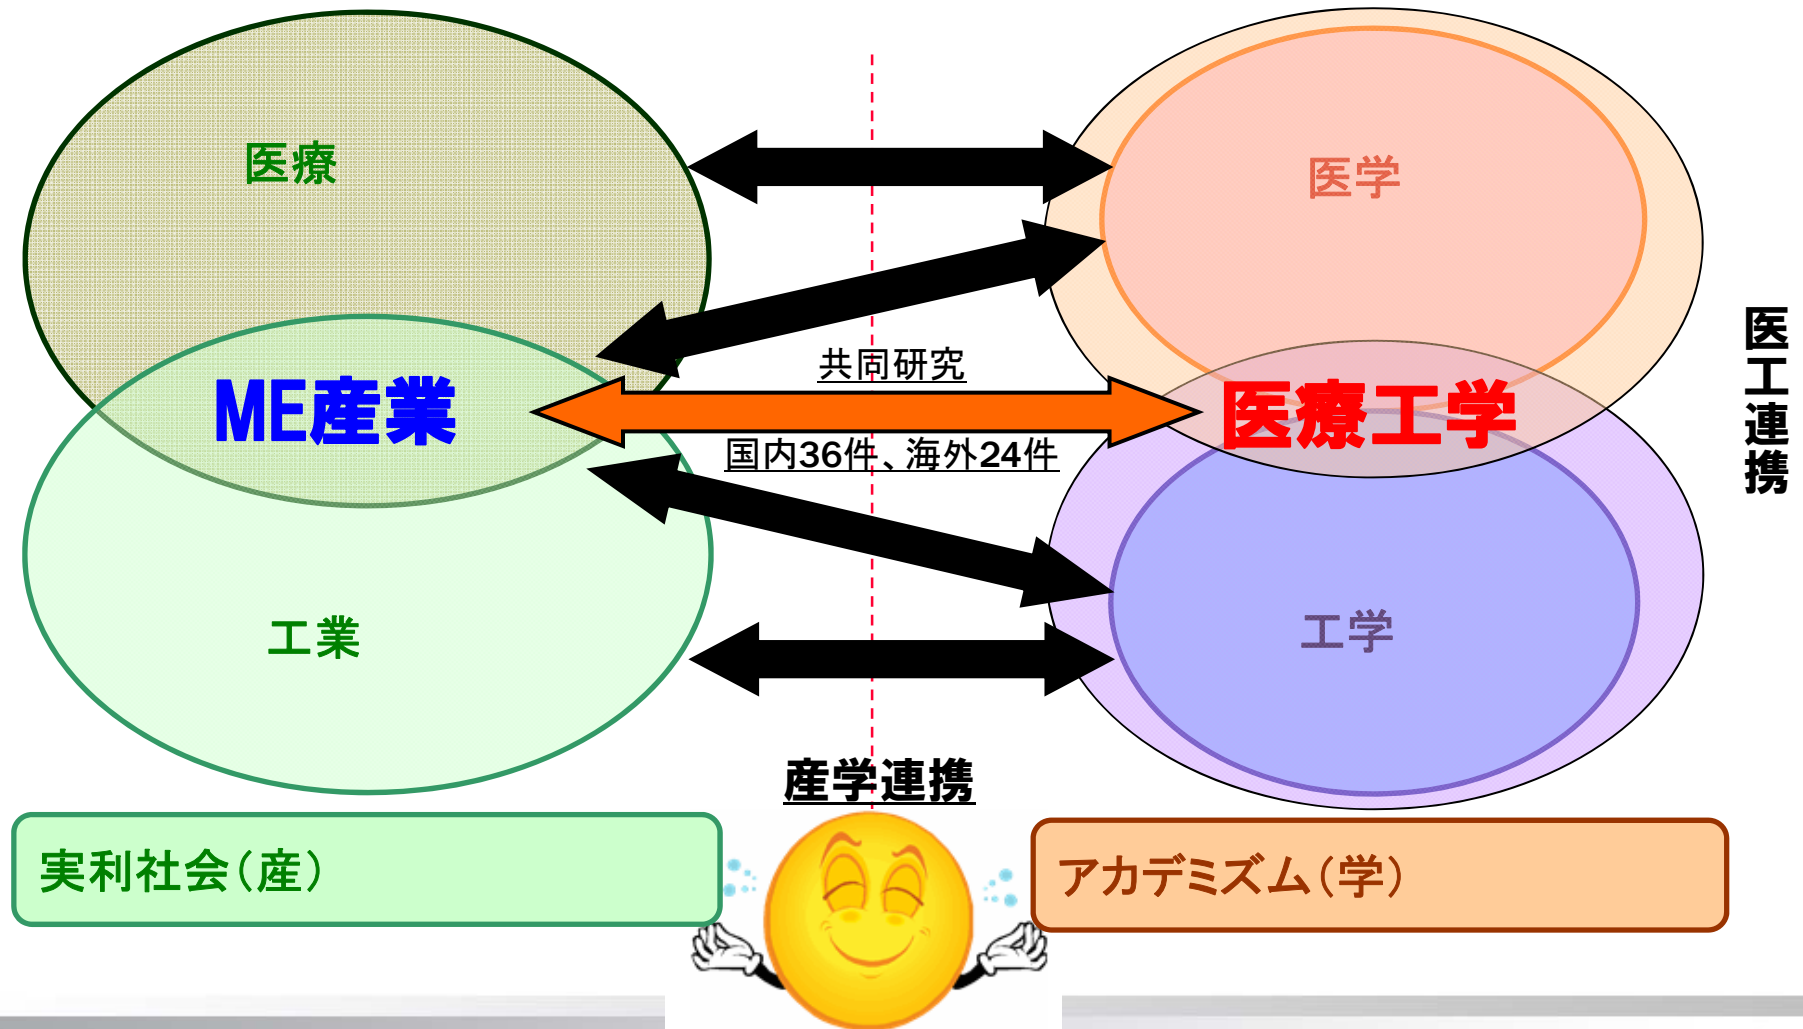 医療
医学
共同研究
ME産業
医療工学
国内36件、海外24件
医工連携
工業
工学
産学連携
実利社会（産）
アカデミズム（学）